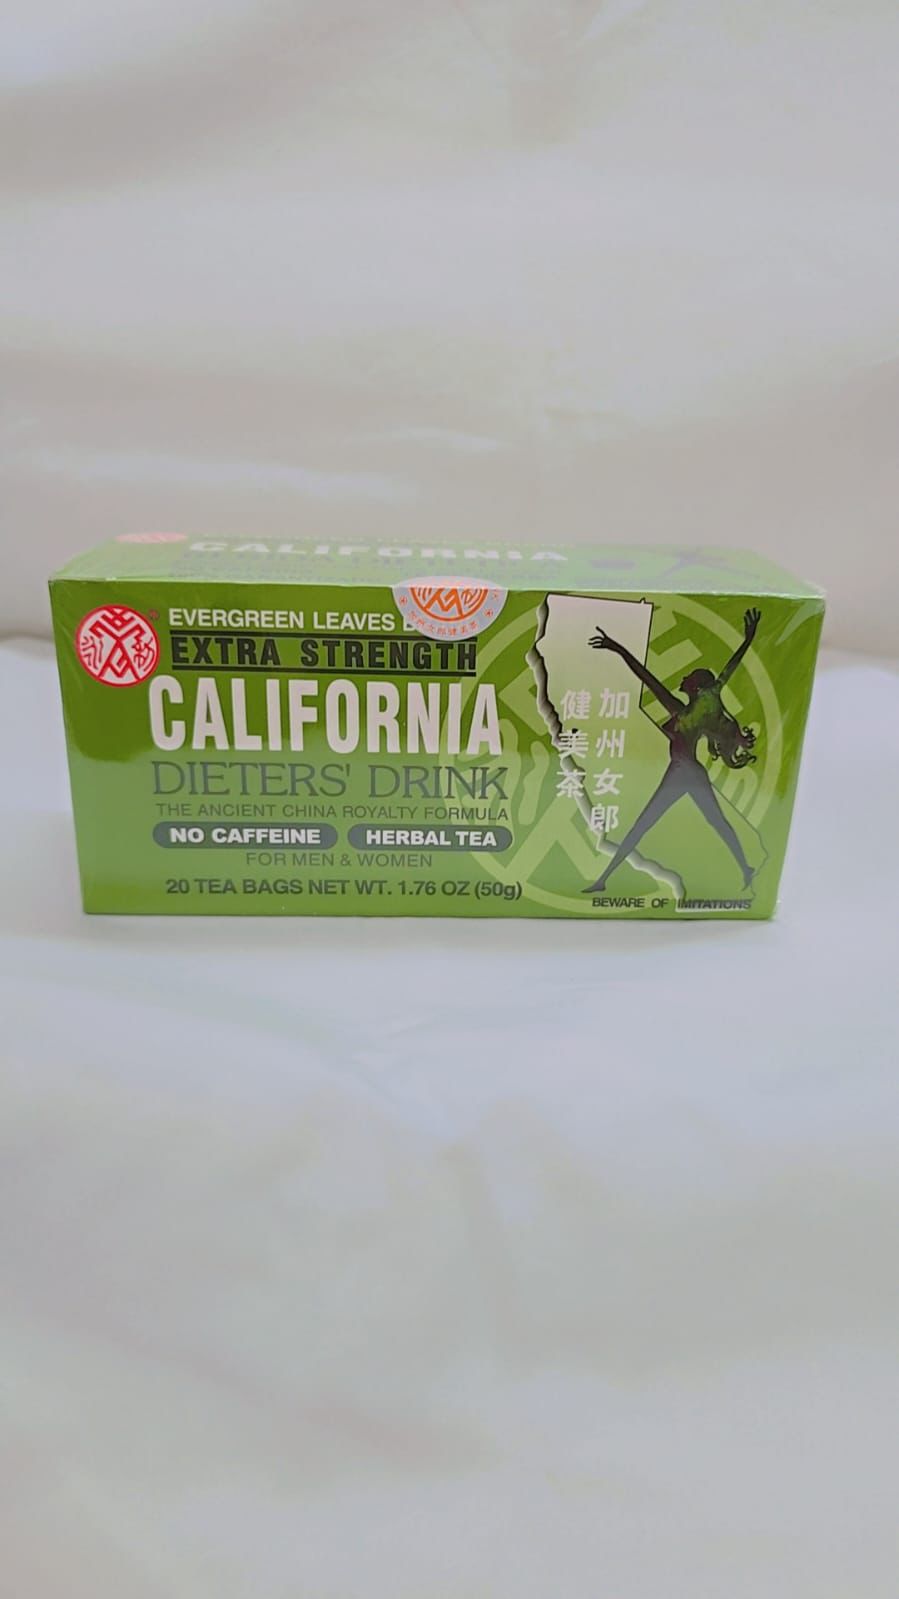 CALIFORNIA
EVERGREEN LEAVES
EXTRA STRENGTH
CALIFORNIA
DIETERS' DRINK
THE ANCIENT CHINA ROYALTY FORMULA
NO CAFFEINE HERBAL TEA
FOR MEN & WOMEN
20 TEA BAGS NET WT. 1.76 OZ (50g)
加州女郎
健美茶
BEWARE OF IMITATIONS